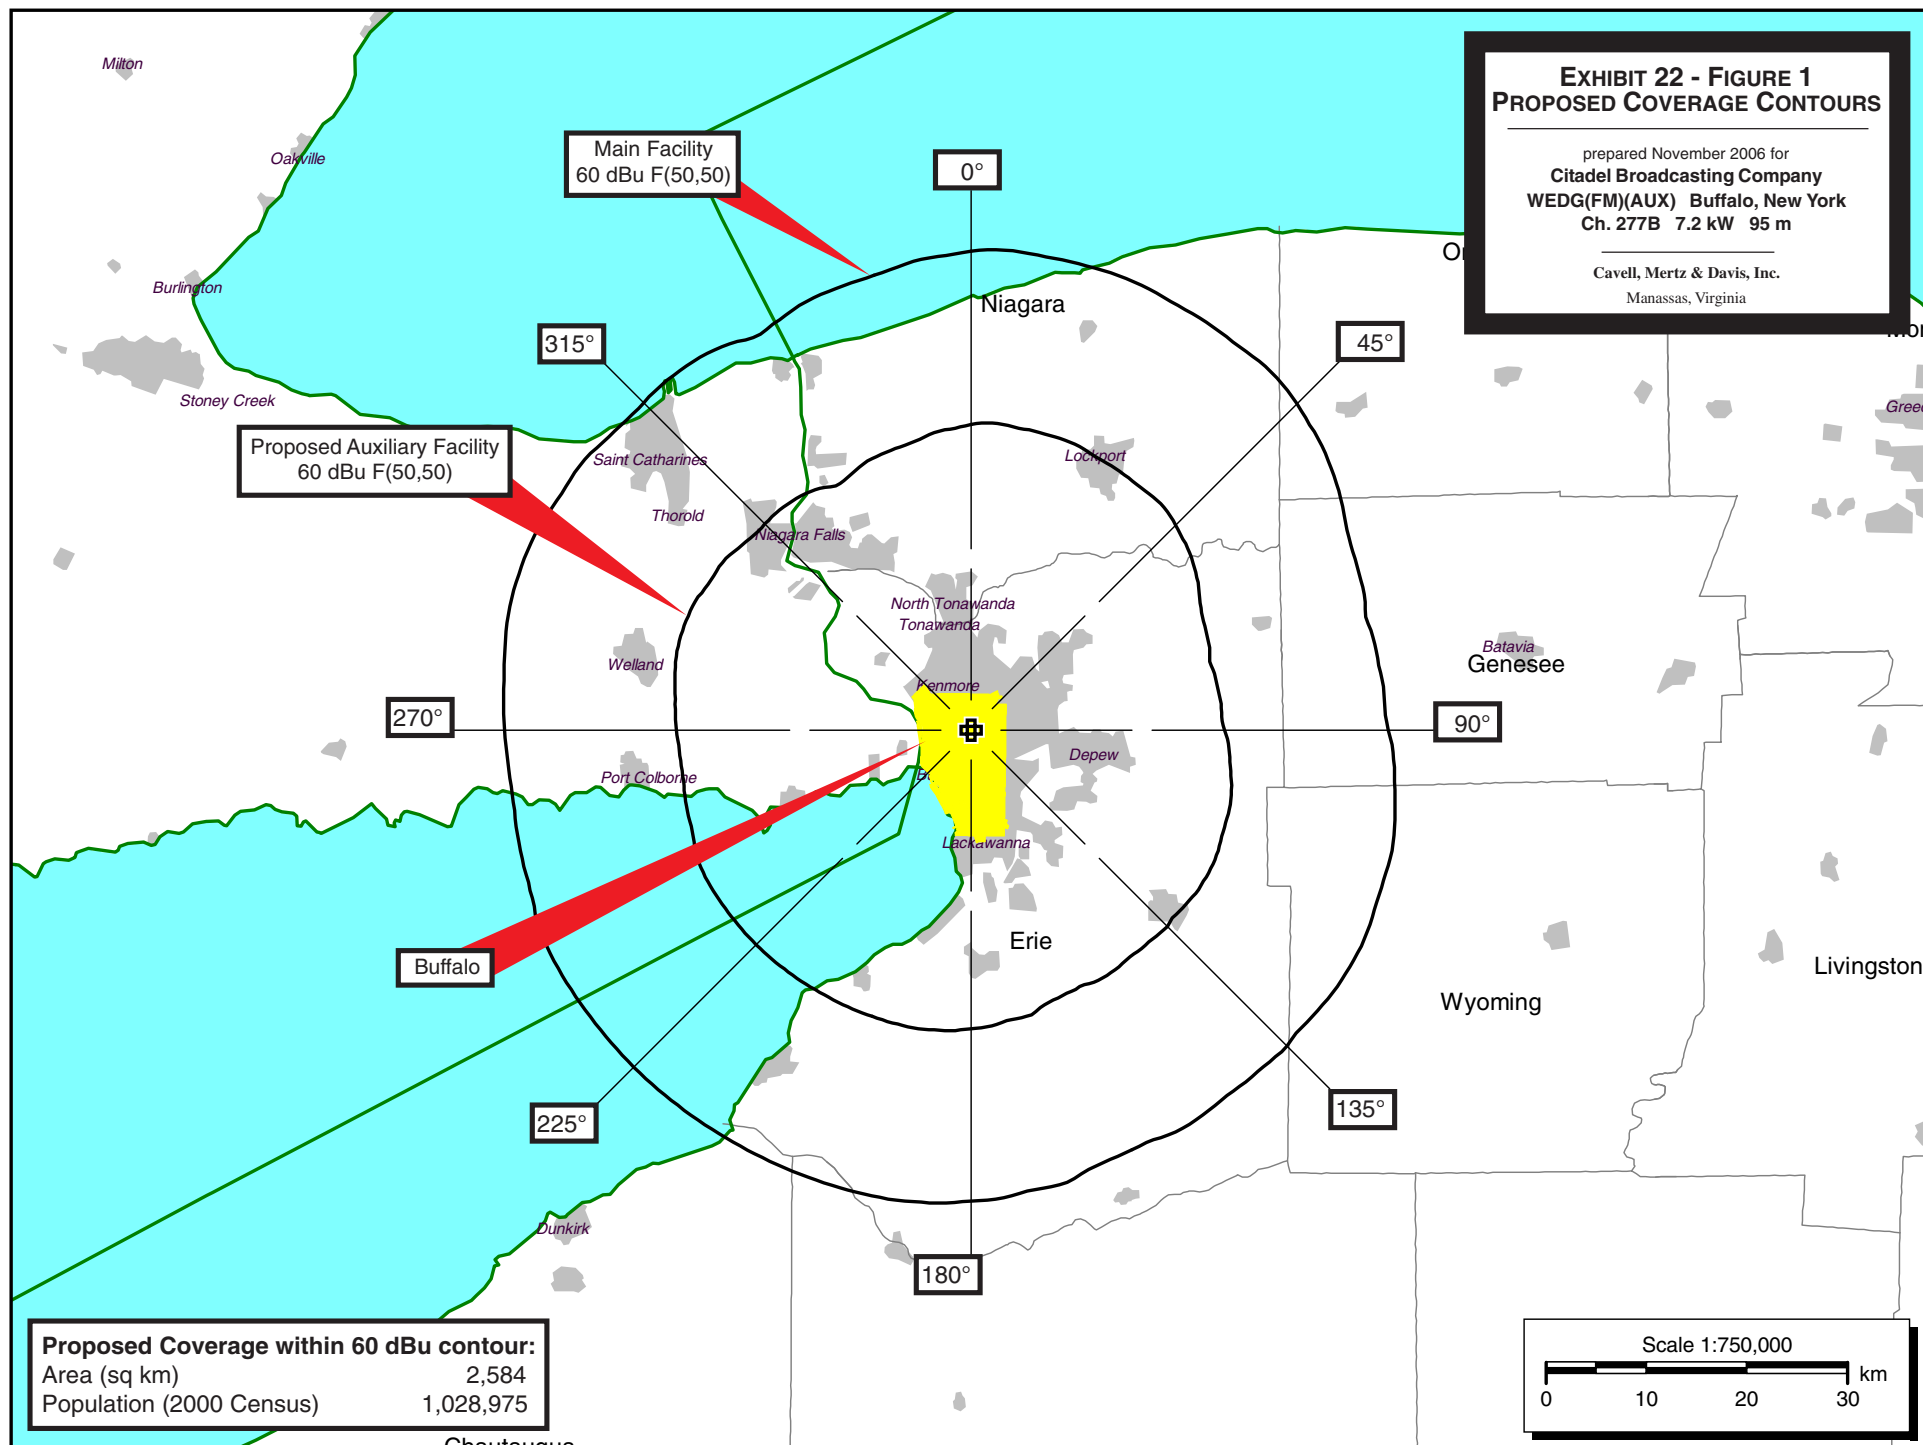 EXHIBIT 22 - FIGURE 1
PROPOSED COVERAGE CONTOURS
prepared November 2006 for
Citadel Broadcasting Company
WEDG(FM)(AUX) Buffalo, New York
Ch. 277B 7.2 kW 95 m
Cavell, Mertz & Davis, Inc.
Manassas, Virginia
Milton
Oakville
Main Facility
60 dBu F(50,50)
0°
Burlington
Niagara
315°
45°
Stoney Creek
Proposed Auxiliary Facility
60 dBu F(50,50)
Saint Catharines
Lockport
Thorold
Niagara Falls
North Tonawanda
Tonawanda
Welland
Batavia
Genesee
Kenmore
270°
90°
Depew
Port Colborne
Lackawanna
Erie
Buffalo
Livingston
Wyoming
225°
135°
Dunkirk
180°
Proposed Coverage within 60 dBu contour:
Area (sq km) 2,584
Population (2000 Census) 1,028,975
Scale 1:750,000
km
0 10 20 30